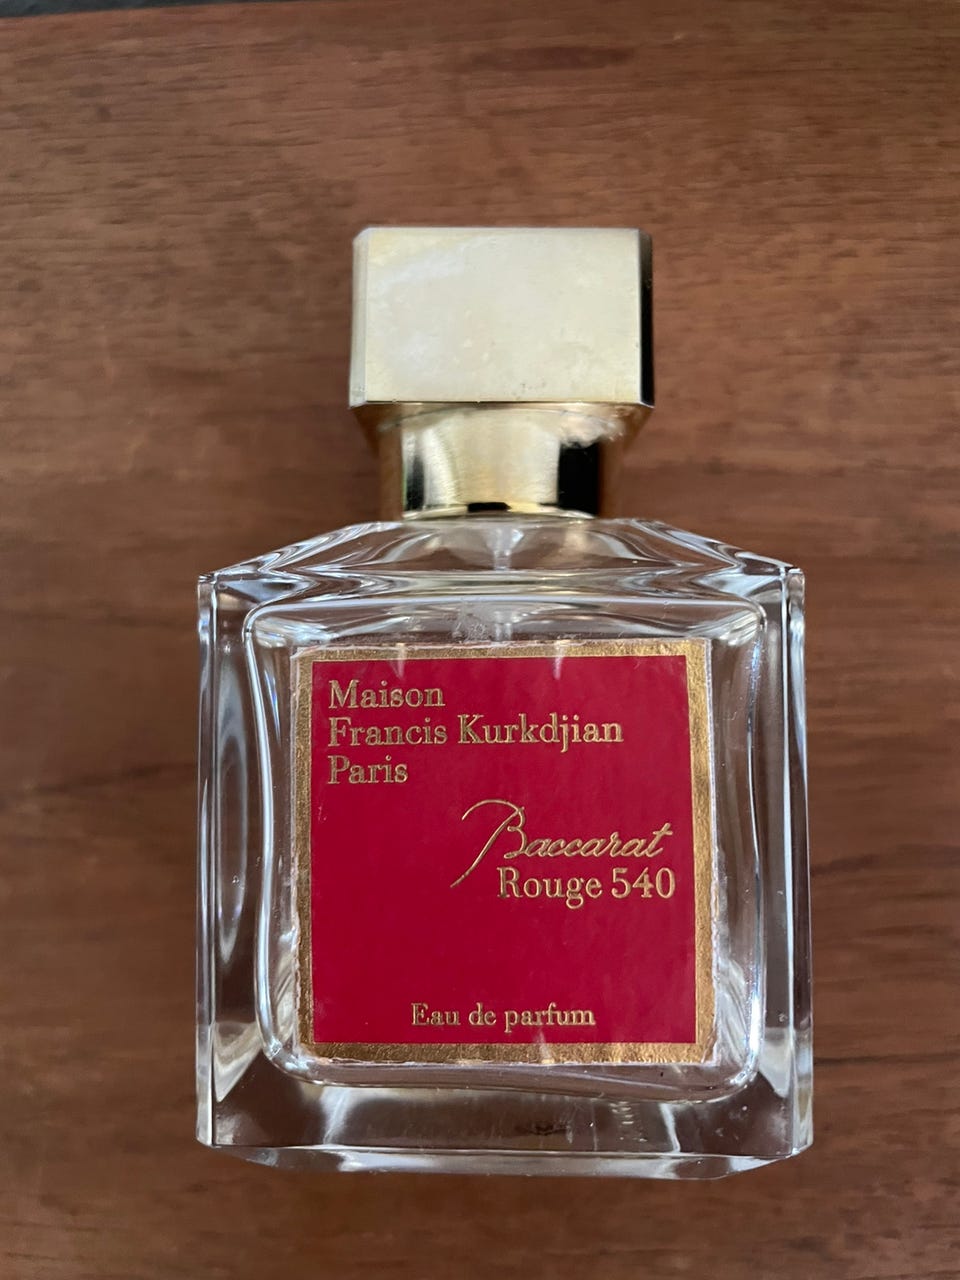 Maison
Francis Kurkdjian
Paris
Baccarat
Rouge 540
Eau de parfum